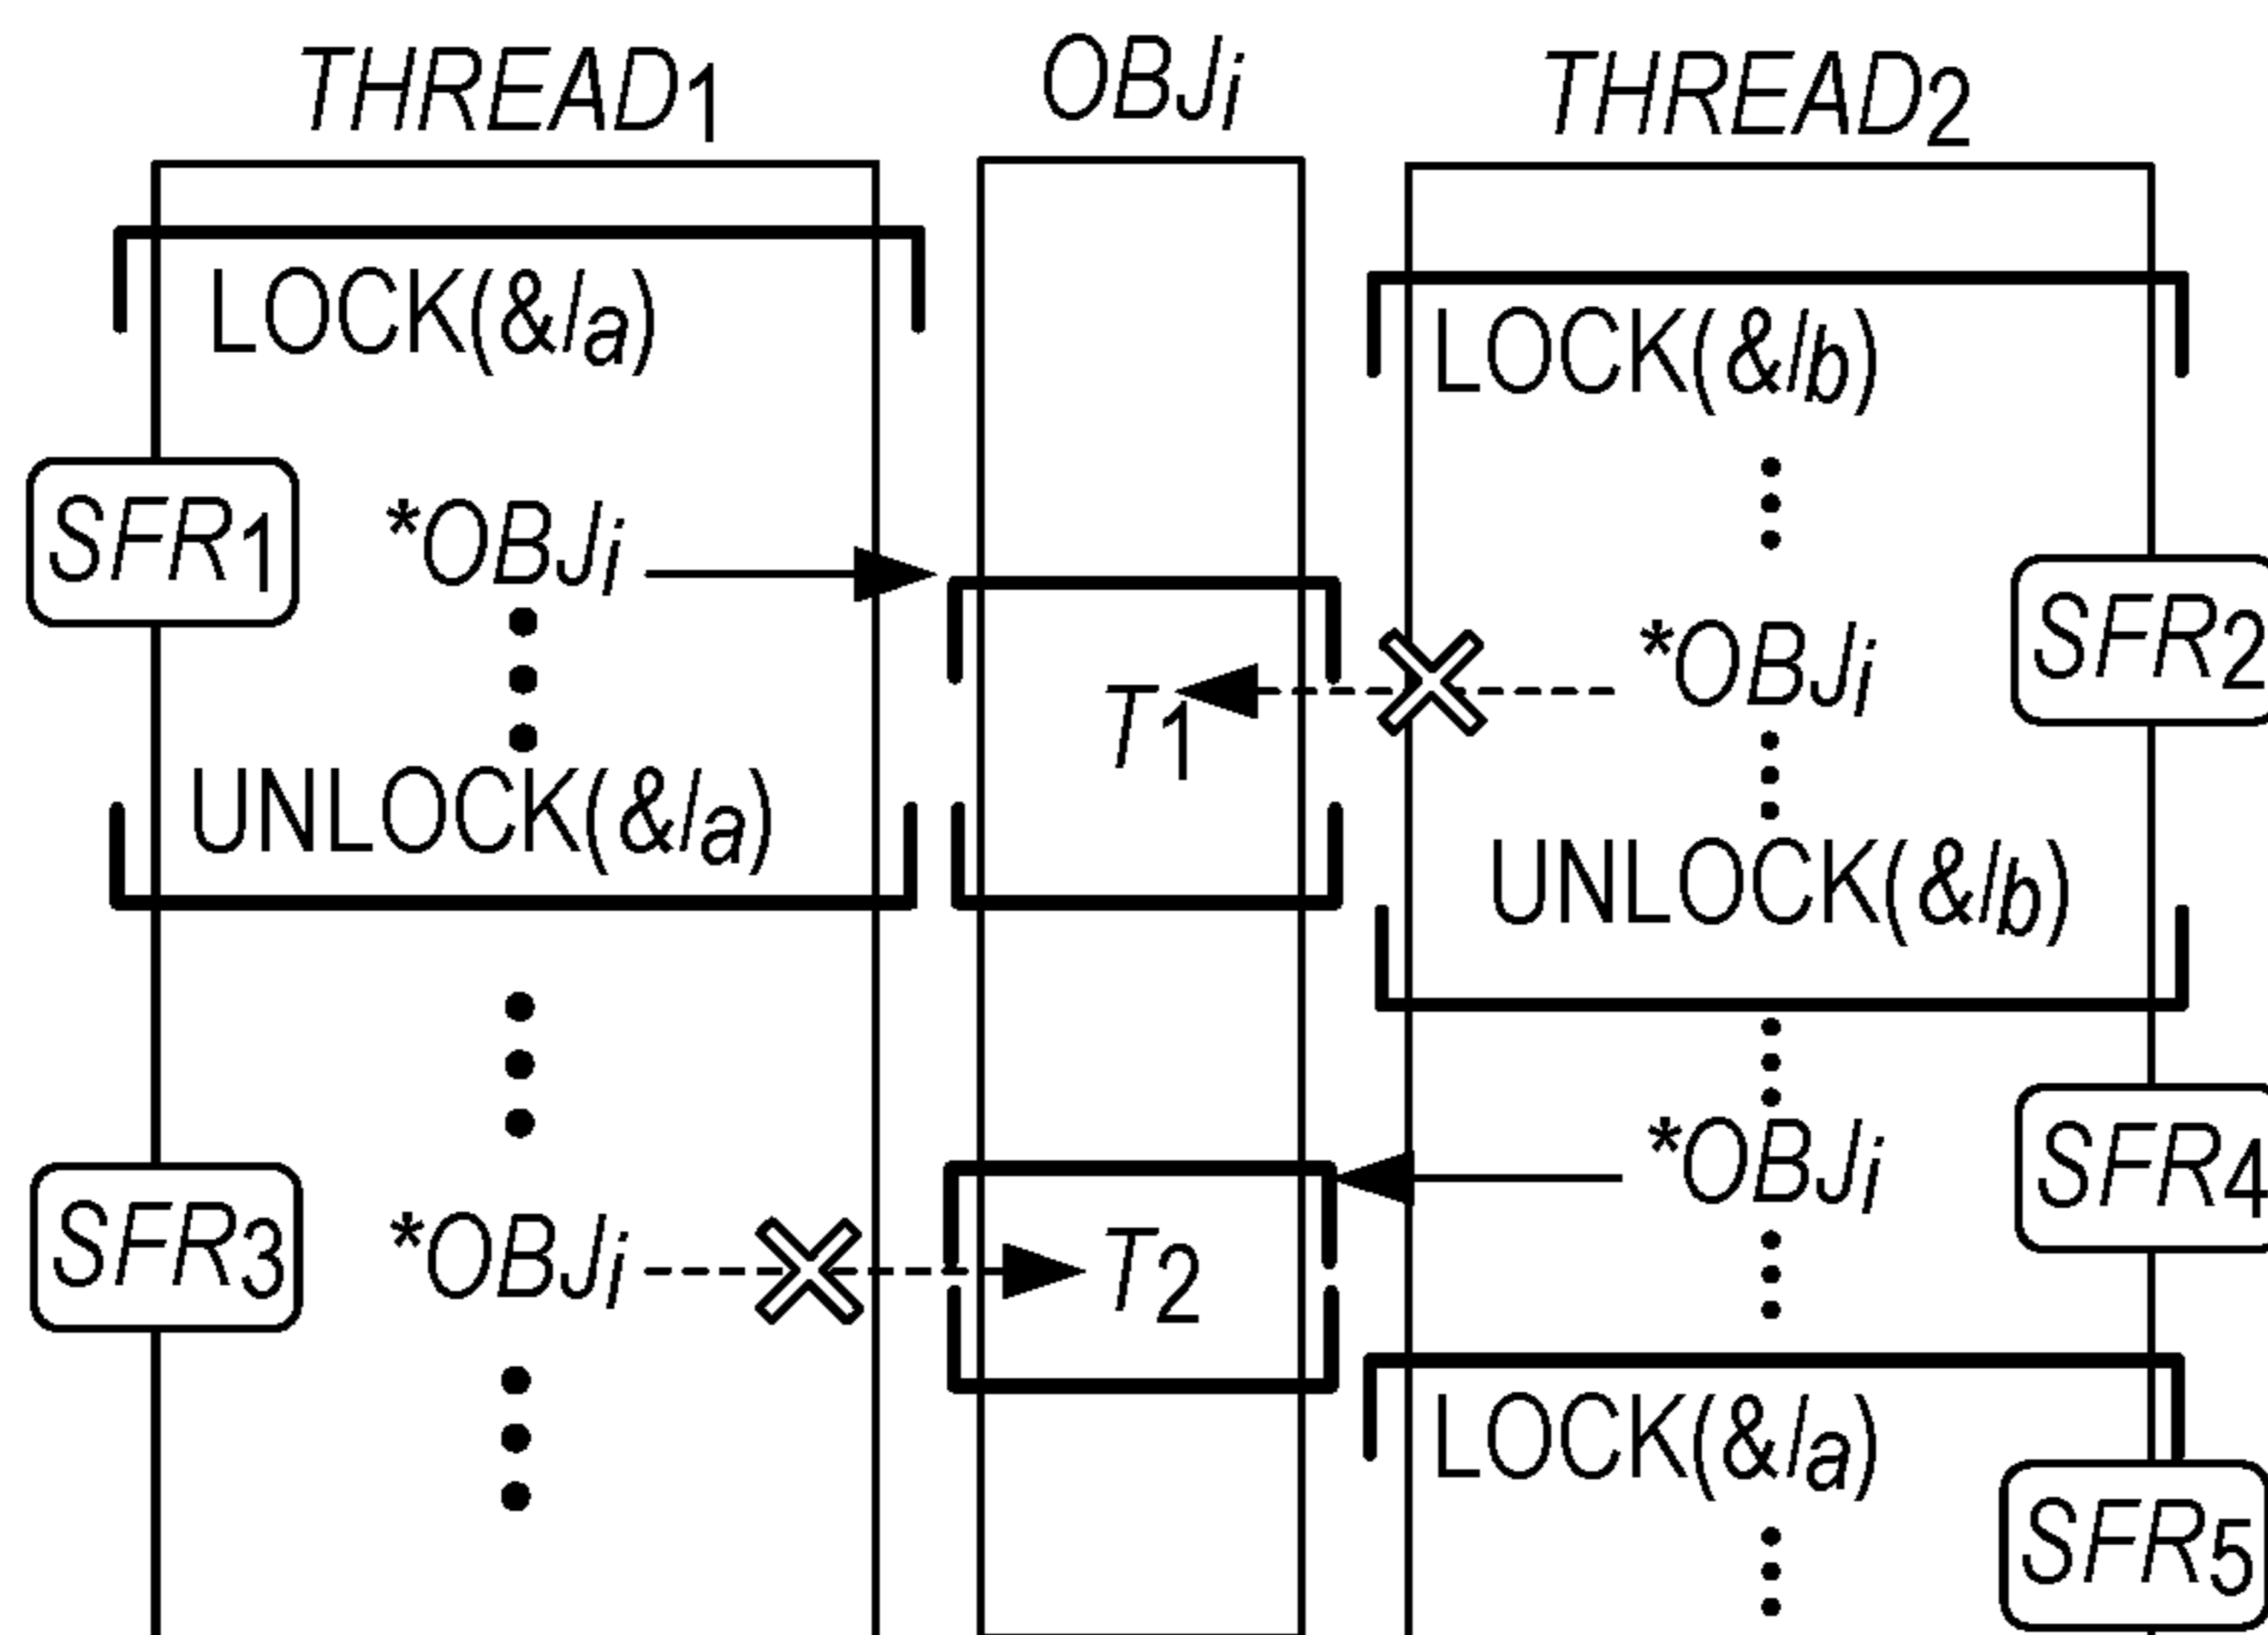 THREAD1 OBJi THREAD2
LOCK(&la)
LOCK(&lb)
SFR1 *OBJi
*OBJi SFR2
T1
UNLOCK(&la)
UNLOCK(&lb)
*OBJi SFR4
SFR3 *OBJi T2
LOCK(&la)
SFR5